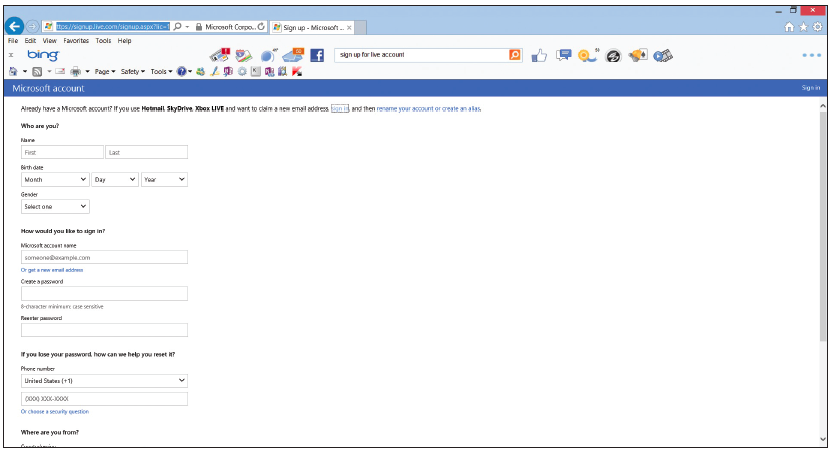 ttps://signup.live.com/signup.aspx?lic=1
Microsoft Corpo...
Sign up - Microsoft ...
File Edit View Favorites Tools Help
x bing
sign up for live account
Page Safety Tools
Microsoft account
Sign in
Already have a Microsoft account? If you use Hotmail, SkyDrive, Xbox LIVE and want to claim a new email address, sign in, and then rename your account or create an alias.
Who are you?
Name
First Last
Birth date
Month Day Year
Gender
Select one
How would you like to sign in?
Microsoft account name
someone@example.com
Or get a new email address
Create a password
8-character minimum; case sensitive
Reenter password
If you lose your password, how can we help you reset it?
Phone number
United States (+1)
(XXX) XXX-XXXX
Or choose a security question
Where are you from?